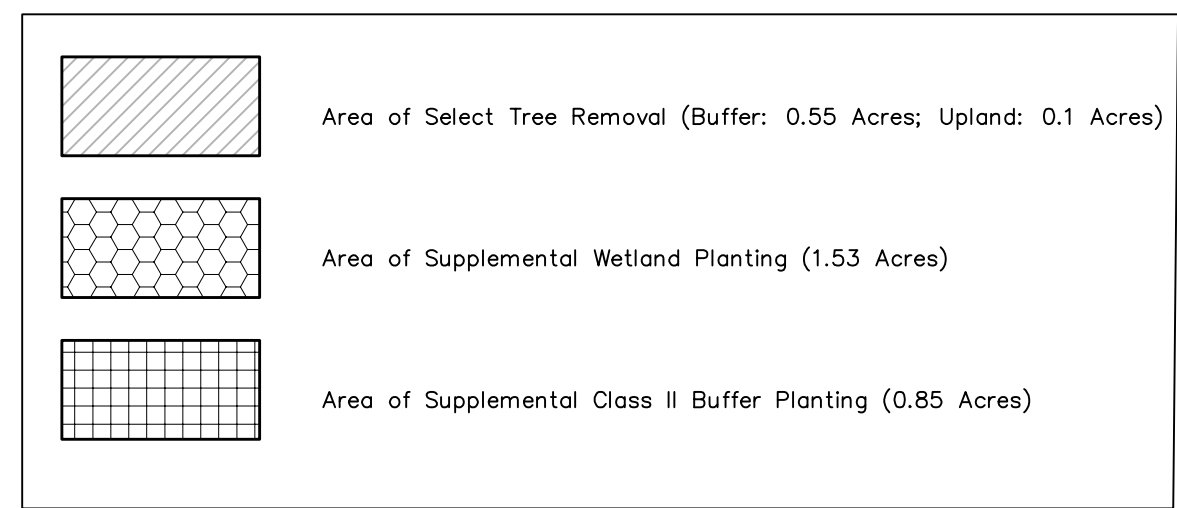 Area of Select Tree Removal (Buffer: 0.55 Acres; Upland: 0.1 Acres)
Area of Supplemental Wetland Planting (1.53 Acres)
Area of Supplemental Class II Buffer Planting (0.85 Acres)